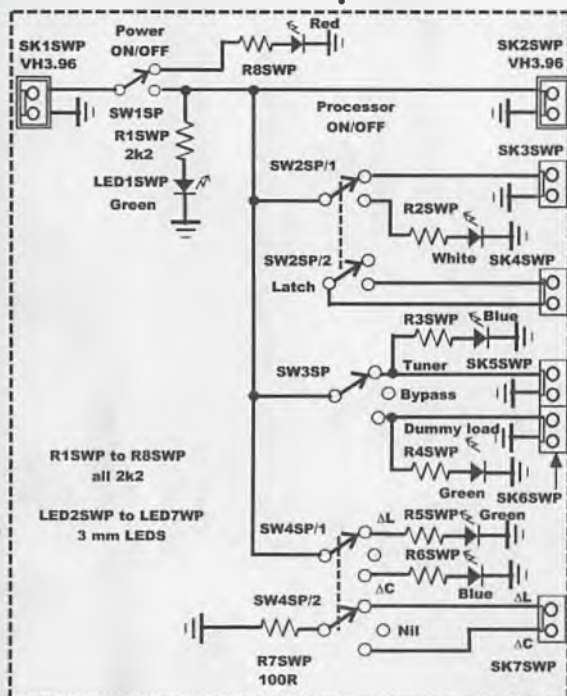 Power
ON/OFF
Red
SK1SWP
VH3.96
SK2SWP
VH3.96
R8SWP
SW1SP
Processor
ON/OFF
R1SWP
2k2
SK3SWP
SW2SP/1
LED1SWP
Green
R2SWP
White
SK4SWP
SW2SP/2
Latch
R3SWP
Blue
SW3SP
Tuner
SK5SWP
Bypass
Dummy load
R1SWP to R8SWP
all 2k2
R4SWP
Green
SK6SWP
LED2SWP to LED7WP
3 mm LEDS
SW4SP/1
ΔL
R5SWP
Green
R6SWP
ΔC
Blue
SW4SP/2
ΔL
Nil
ΔC
R7SWP
100R
SK7SWP